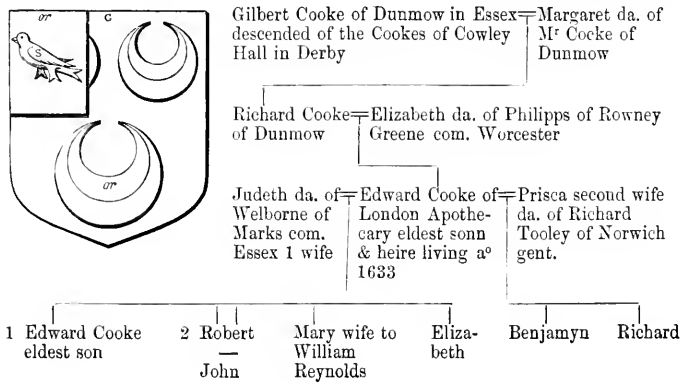 or G
S
or
Gilbert Cooke of Dunmow in Essex
descended of the Cookes of Cowley
Hall in Derby
Margaret da. of
Mr Cocke of
Dunmow
Richard Cooke
of Dunmow
Elizabeth da. of Philipps of Rowney
Greene com. Worcester
Judeth da. of
Welborne of
Marks com.
Essex 1 wife
Edward Cooke of
London Apothe-
cary eldest sonn
& heire living aº
1633
Prisca second wife
da. of Richard
Tooley of Norwich
gent.
1 Edward Cooke
eldest son
2 Robert
—
John
Mary wife to
William
Reynolds
Eliza-
beth
Benjamyn
Richard